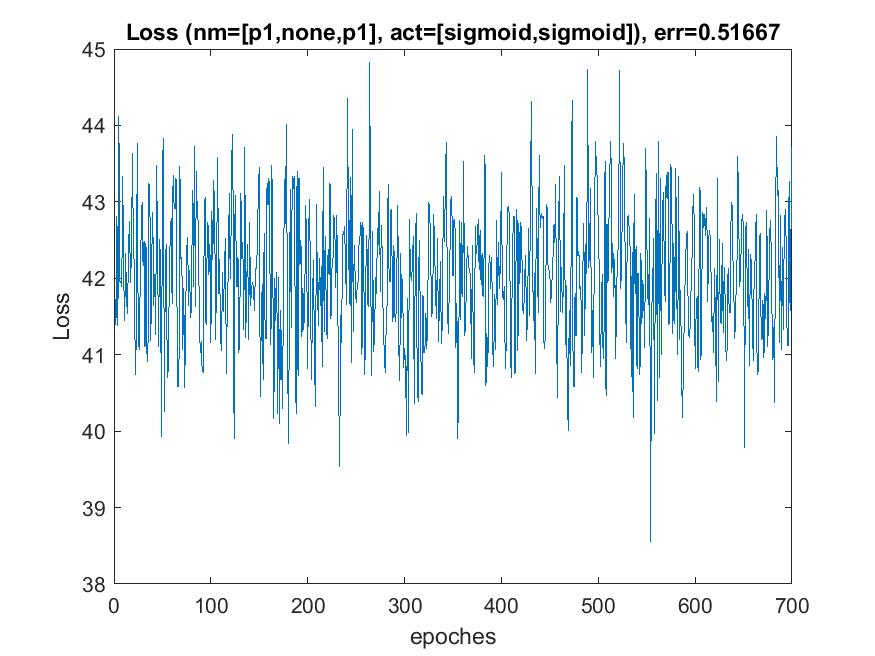 Loss (nm=[p1,none,p1], act=[sigmoid,sigmoid]), err=0.51667
45
44
43
42
41
40
39
38
Loss
0 100 200 300 400 500 600 700
epoches